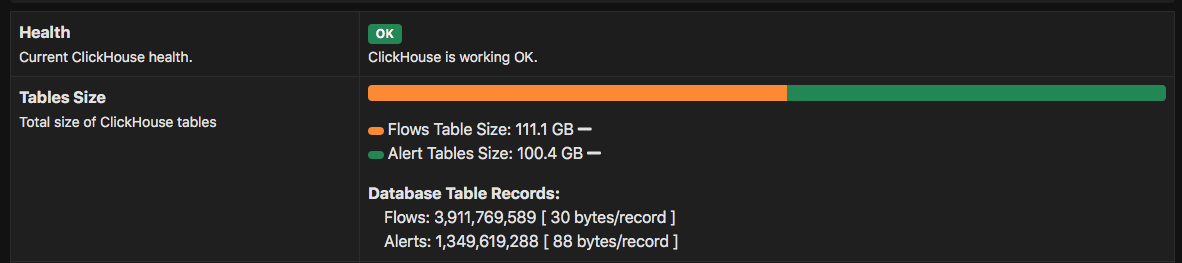 Health
Current ClickHouse health.
OK
ClickHouse is working OK.
Tables Size
Total size of ClickHouse tables
Flows Table Size: 111.1 GB —
Alert Tables Size: 100.4 GB —
Database Table Records:
Flows: 3,911,769,589 [ 30 bytes/record ]
Alerts: 1,349,619,288 [ 88 bytes/record ]